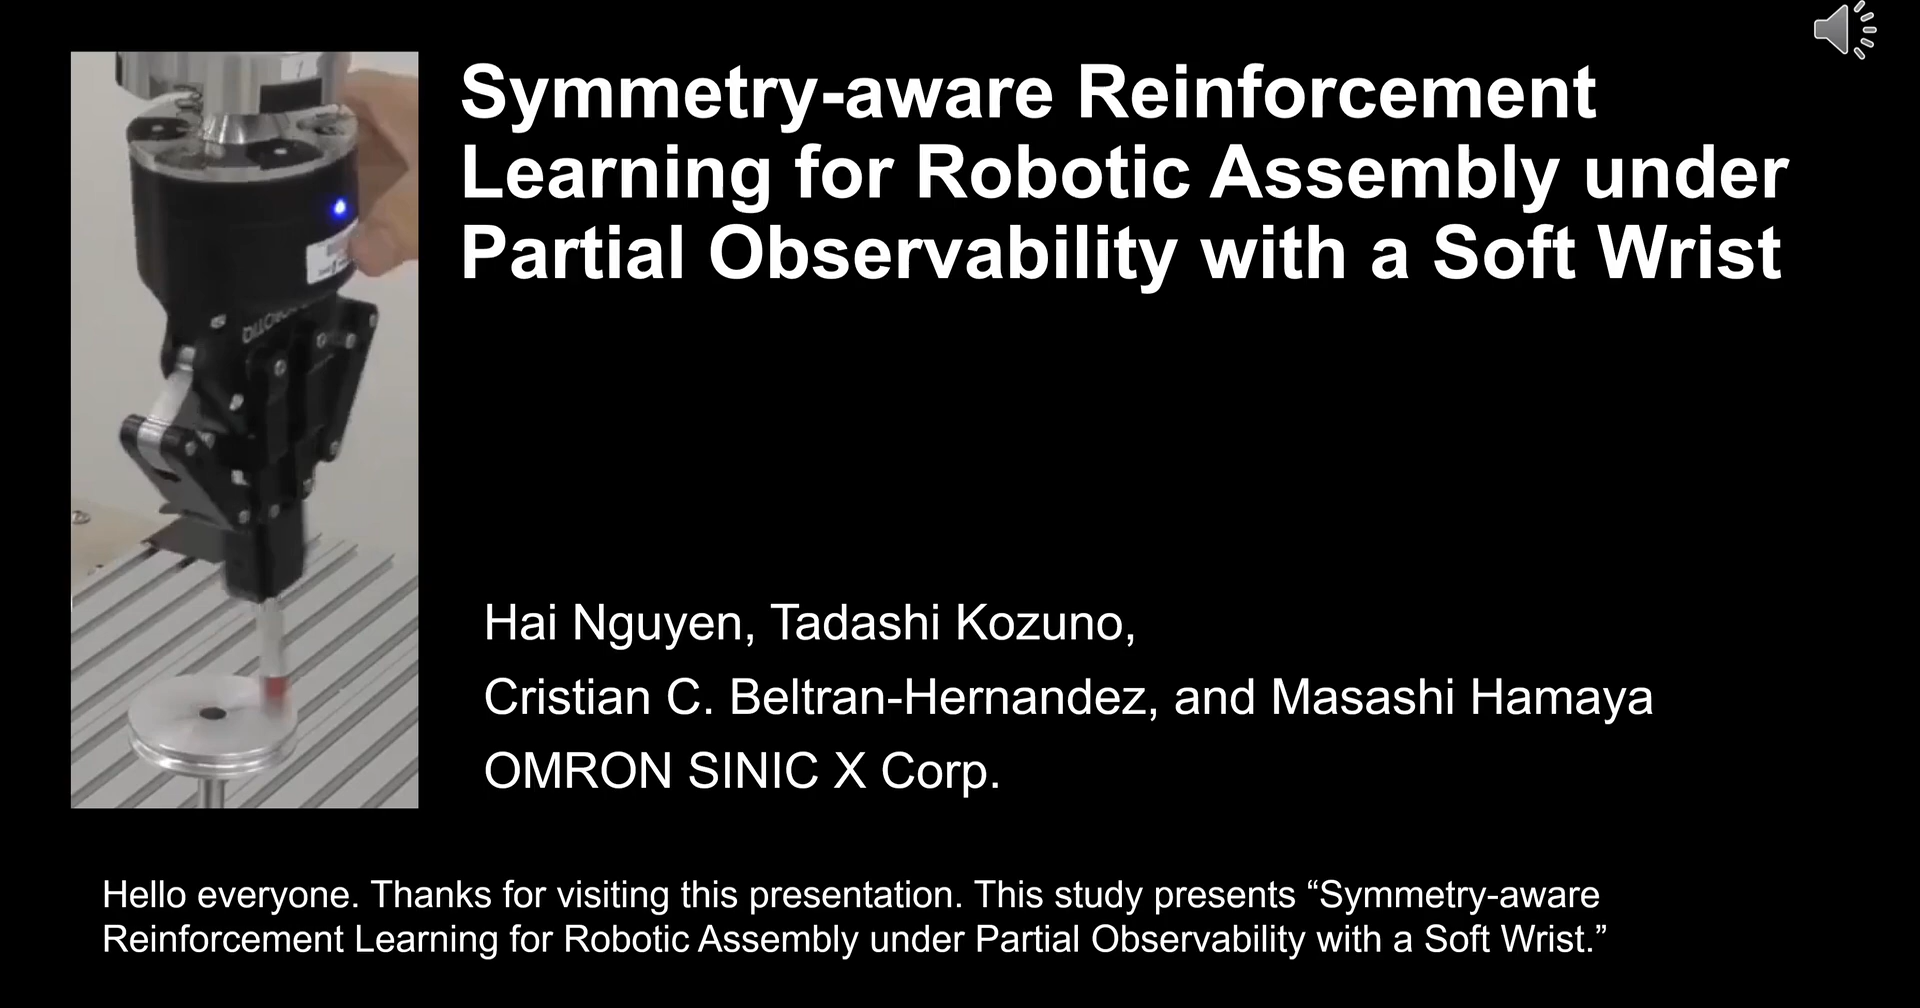 Symmetry-aware Reinforcement
Learning for Robotic Assembly under
Partial Observability with a Soft Wrist
Hai Nguyen, Tadashi Kozuno,
Cristian C. Beltran-Hernandez, and Masashi Hamaya
OMRON SINIC X Corp.
Hello everyone. Thanks for visiting this presentation. This study presents “Symmetry-aware
Reinforcement Learning for Robotic Assembly under Partial Observability with a Soft Wrist.”